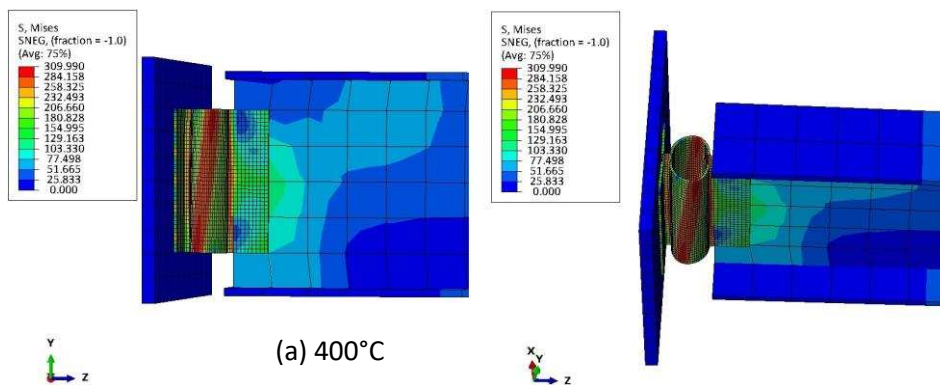 S, Mises
SNEG, (fraction = -1.0)
(Avg: 75%)
309.990
284.158
258.325
232.493
206.660
180.828
154.995
129.163
103.330
77.498
51.665
25.833
0.000
S, Mises
SNEG, (fraction = -1.0)
(Avg: 75%)
309.990
284.158
258.325
232.493
206.660
180.828
154.995
129.163
103.330
77.498
51.665
25.833
0.000
Y
Z
(a) 400°C
X
Y
Z